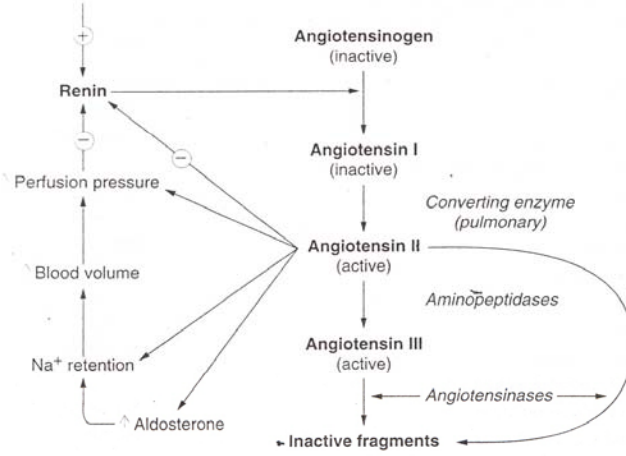 +
Angiotensinogen
(inactive)
Renin
−
−
Angiotensin I
(inactive)
Perfusion pressure
Converting enzyme
(pulmonary)
Angiotensin II
(active)
Blood volume
Aminopeptidases
Angiotensin III
(active)
Na⁺ retention
Angiotensinases
↑ Aldosterone
Inactive fragments